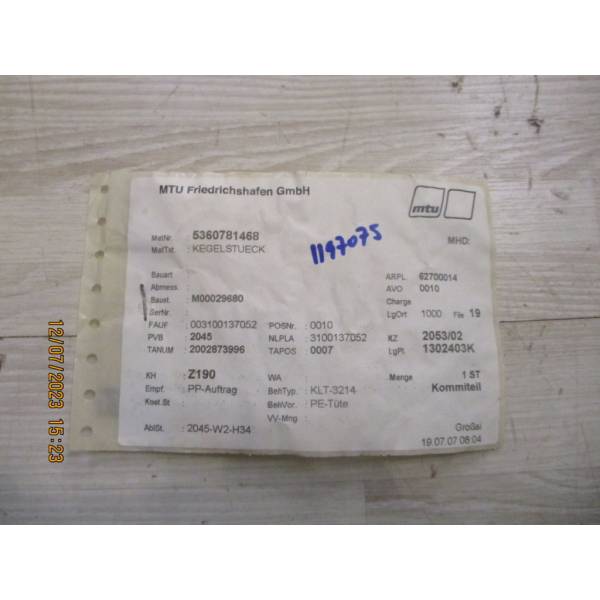 MTU Friedrichshafen GmbH
mtu
MatNr. 5360781468
MatTxt. : KEGELSTUECK
1197075
MHD:
Bauart :
Abmess. :
Baust. : M00029680
SerNr. :
ARPL 62700014
AVO 0010
Charge
LgOrt 1000 File 19
FAUF : 003100137052 POSNr. : 0010
PVB 2045 NLPLA : 3100137052 KZ 2053/02
TANUM : 2002873996 TAPOS 0007 LgPl 1302403K
KH : Z190 WA : Menge 1 ST
Empf. : PP-Auftrag BehTyp. : KLT-3214 Kommiteil
Kost.St : BehVor. : PE-Tüte
VV-Mng :
AblSt. : 2045-W2-H34
GroSal
19.07.07 08:04
12/07/2023 15:23